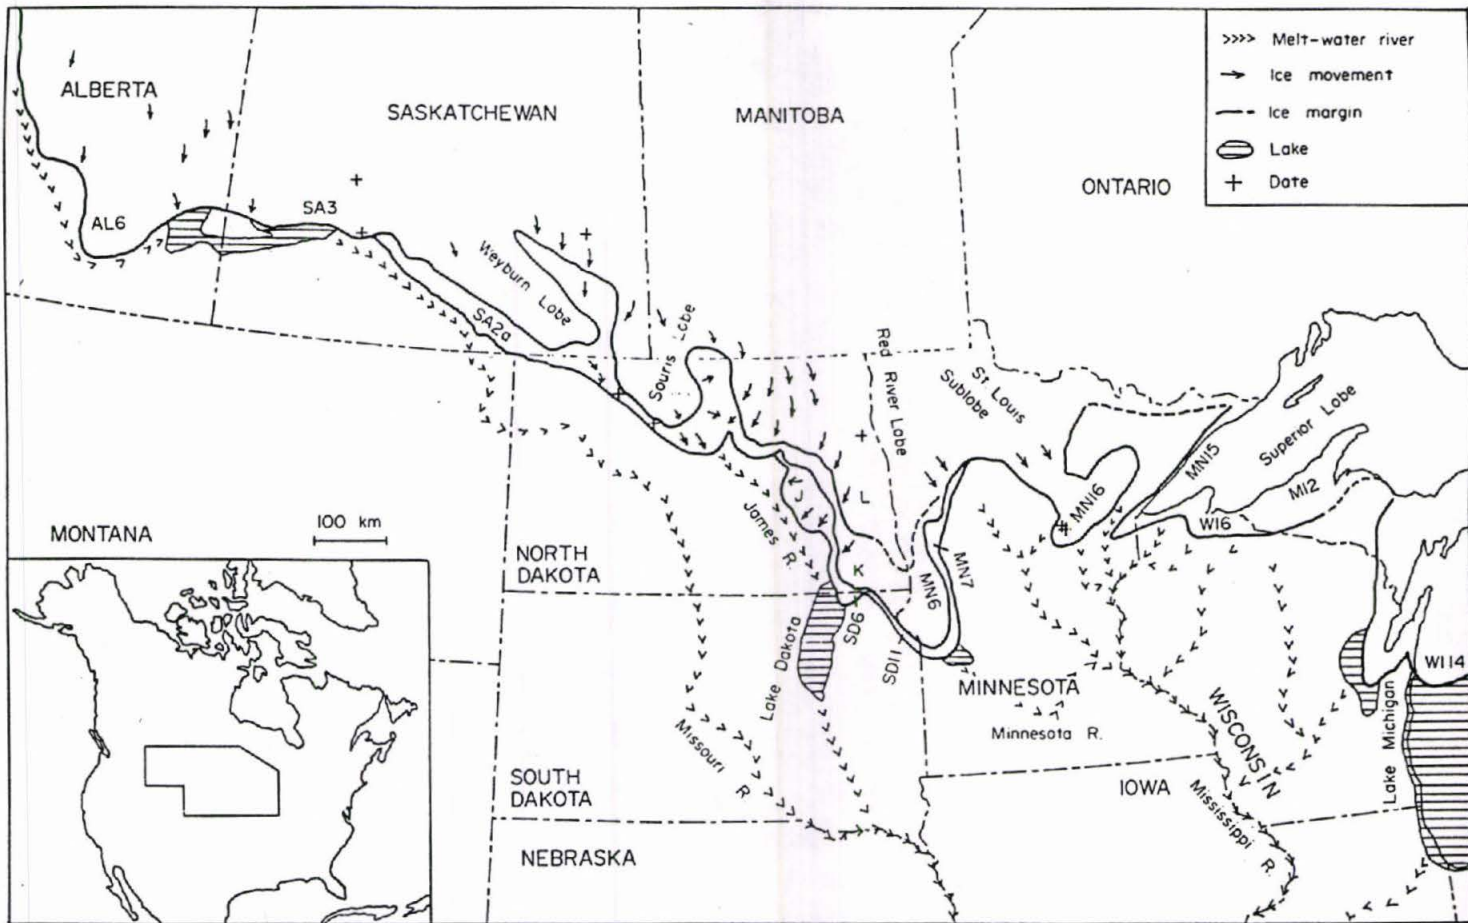 ALBERTA
SASKATCHEWAN
MANITOBA
ONTARIO
>>>> Melt-water river
Ice movement
Ice margin
Lake
+ Date
AL6
SA3
Weyburn Lobe
SA2a
Souris Lobe
Red River Lobe
St. Louis
Sublobe
Superior Lobe
MN15
MI2
MN16
WI6
L
K
James R.
MN7
MN6
MONTANA
100 km
NORTH
DAKOTA
SD6
SD11
Lake Dakota
MINNESOTA
Minnesota R.
WISCONSIN
WI14
Lake Michigan
Missouri R.
SOUTH
DAKOTA
IOWA
Mississippi R.
NEBRASKA